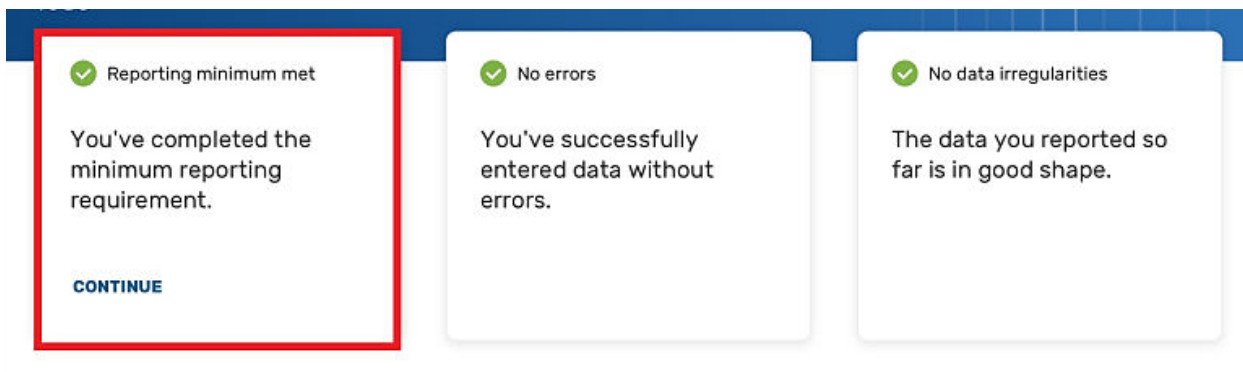 Reporting minimum met
You've completed the
minimum reporting
requirement.
CONTINUE
No errors
You've successfully
entered data without
errors.
No data irregularities
The data you reported so
far is in good shape.